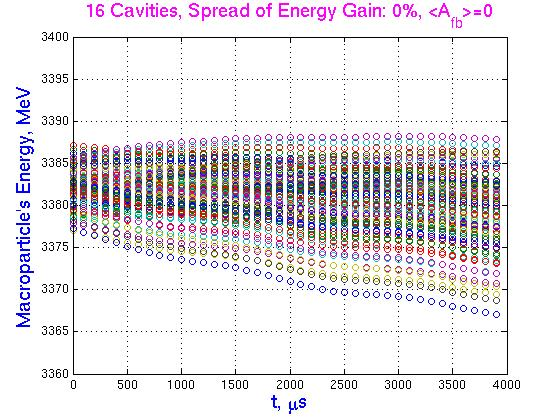 16 Cavities, Spread of Energy Gain: 0%, <A_fb>=0
3400
3395
3390
3385
3380
3375
3370
3365
3360
Macroparticle's Energy, MeV
0 500 1000 1500 2000 2500 3000 3500 4000
t, μs